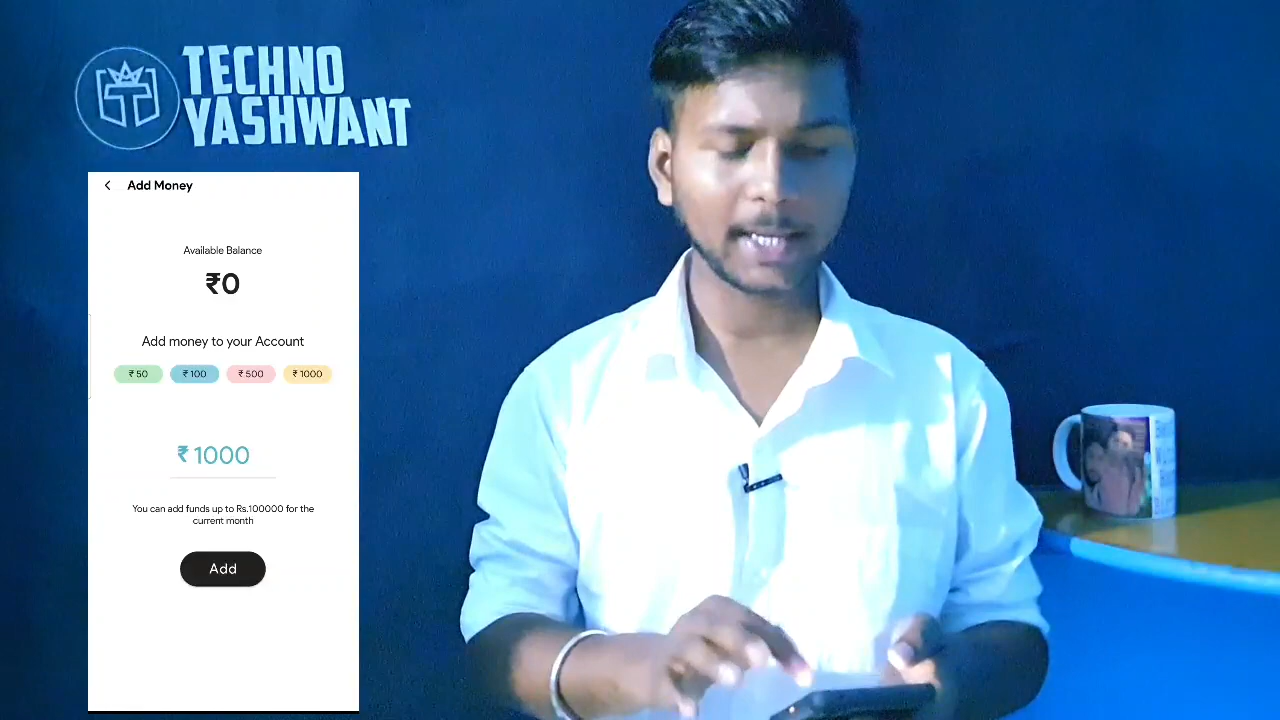 TECHNO
YASHWANT
Add Money
Available Balance
₹0
Add money to your Account
₹ 50 ₹ 100 ₹ 500 ₹ 1000
₹ 1000
You can add funds up to Rs.100000 for the
current month
Add